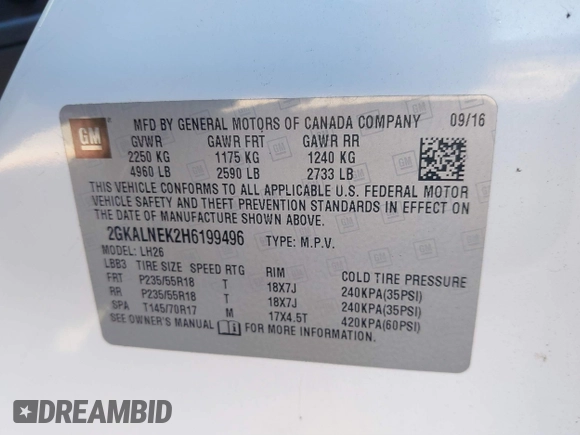 GM
MFD BY GENERAL MOTORS OF CANADA COMPANY 09/16
GVWR GAWR FRT GAWR RR
2250 KG 1175 KG 1240 KG
4960 LB 2590 LB 2733 LB
THIS VEHICLE CONFORMS TO ALL APPLICABLE U.S. FEDERAL MOTOR
VEHICLE SAFETY AND THEFT PREVENTION STANDARDS IN EFFECT ON
THE DATE OF MANUFACTURE SHOWN ABOVE.
2GKALNEK2H6199496 TYPE: M.P.V.
MODEL: LH26
LBB3 TIRE SIZE SPEED RTG RIM COLD TIRE PRESSURE
FRT P235/55R18 T 18X7J 240KPA(35PSI)
RR P235/55R18 T 18X7J 240KPA(35PSI)
SPA T145/70R17 M 17X4.5T 420KPA(60PSI)
SEE OWNER'S MANUAL FOR MORE INFORMATION.
DREAMBID